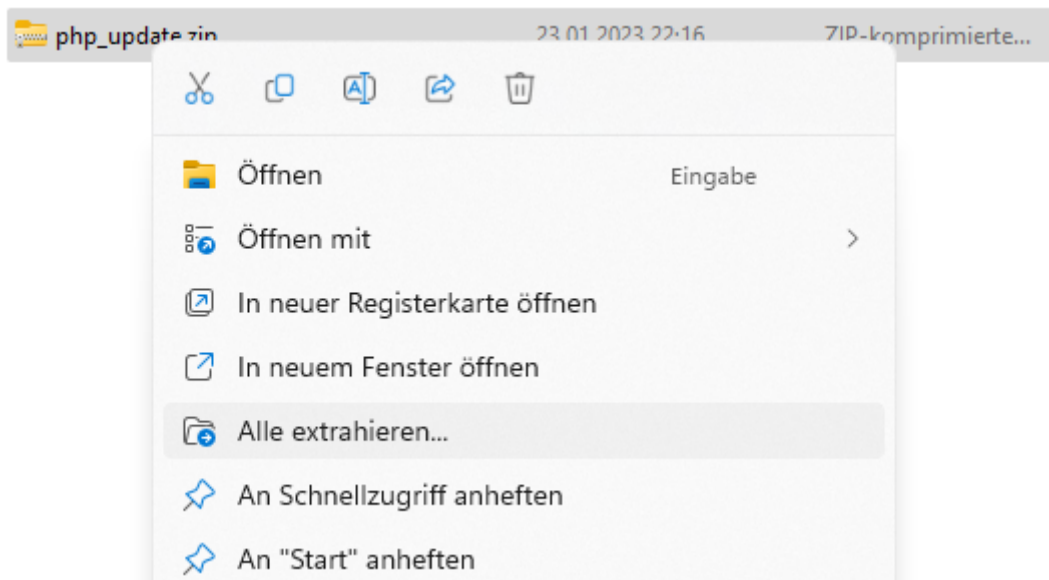 php_update.zip 23.01.2023 22:16 ZIP-komprimierte...
A
Öffnen Eingabe
Öffnen mit
In neuer Registerkarte öffnen
In neuem Fenster öffnen
Alle extrahieren...
An Schnellzugriff anheften
An "Start" anheften